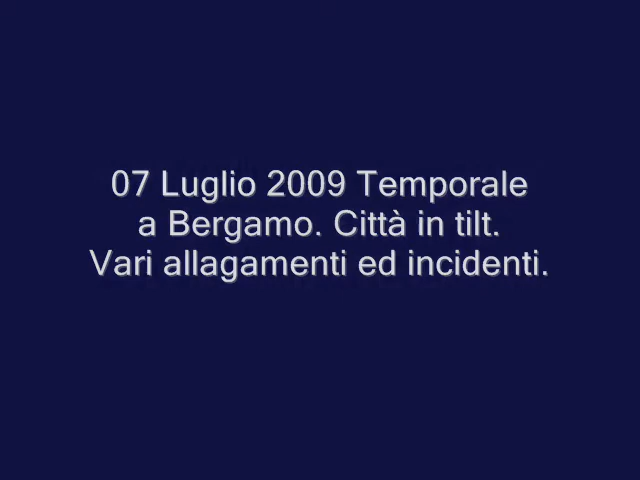 07 Luglio 2009 Temporale
a Bergamo. Città in tilt.
Vari allagamenti ed incidenti.